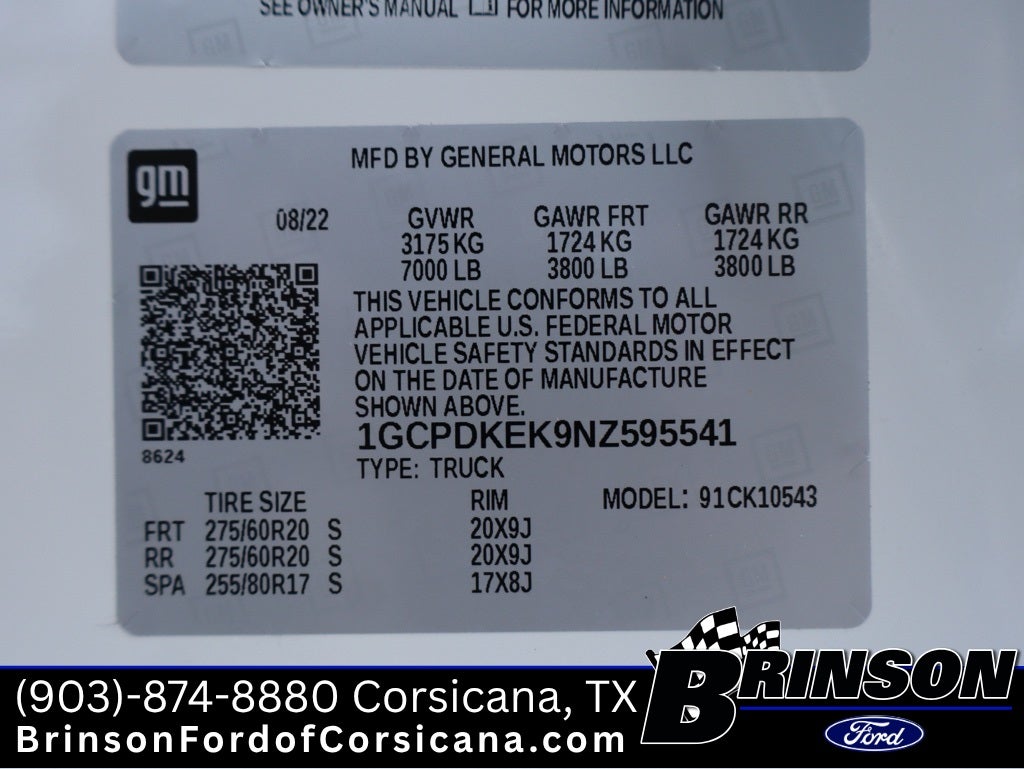 SEE OWNER'S MANUAL FOR MORE INFORMATION
gm
MFD BY GENERAL MOTORS LLC
08/22 GVWR GAWR FRT GAWR RR
3175 KG 1724 KG 1724 KG
7000 LB 3800 LB 3800 LB
THIS VEHICLE CONFORMS TO ALL
APPLICABLE U.S. FEDERAL MOTOR
VEHICLE SAFETY STANDARDS IN EFFECT
ON THE DATE OF MANUFACTURE
SHOWN ABOVE.
1GCPDKEK9NZ595541
8624
TYPE: TRUCK
TIRE SIZE RIM MODEL: 91CK10543
FRT 275/60R20 S 20X9J
RR 275/60R20 S 20X9J
SPA 255/80R17 S 17X8J
(903)-874-8880 Corsicana, TX
BrinsonFordofCorsicana.com
BRINSON
Ford